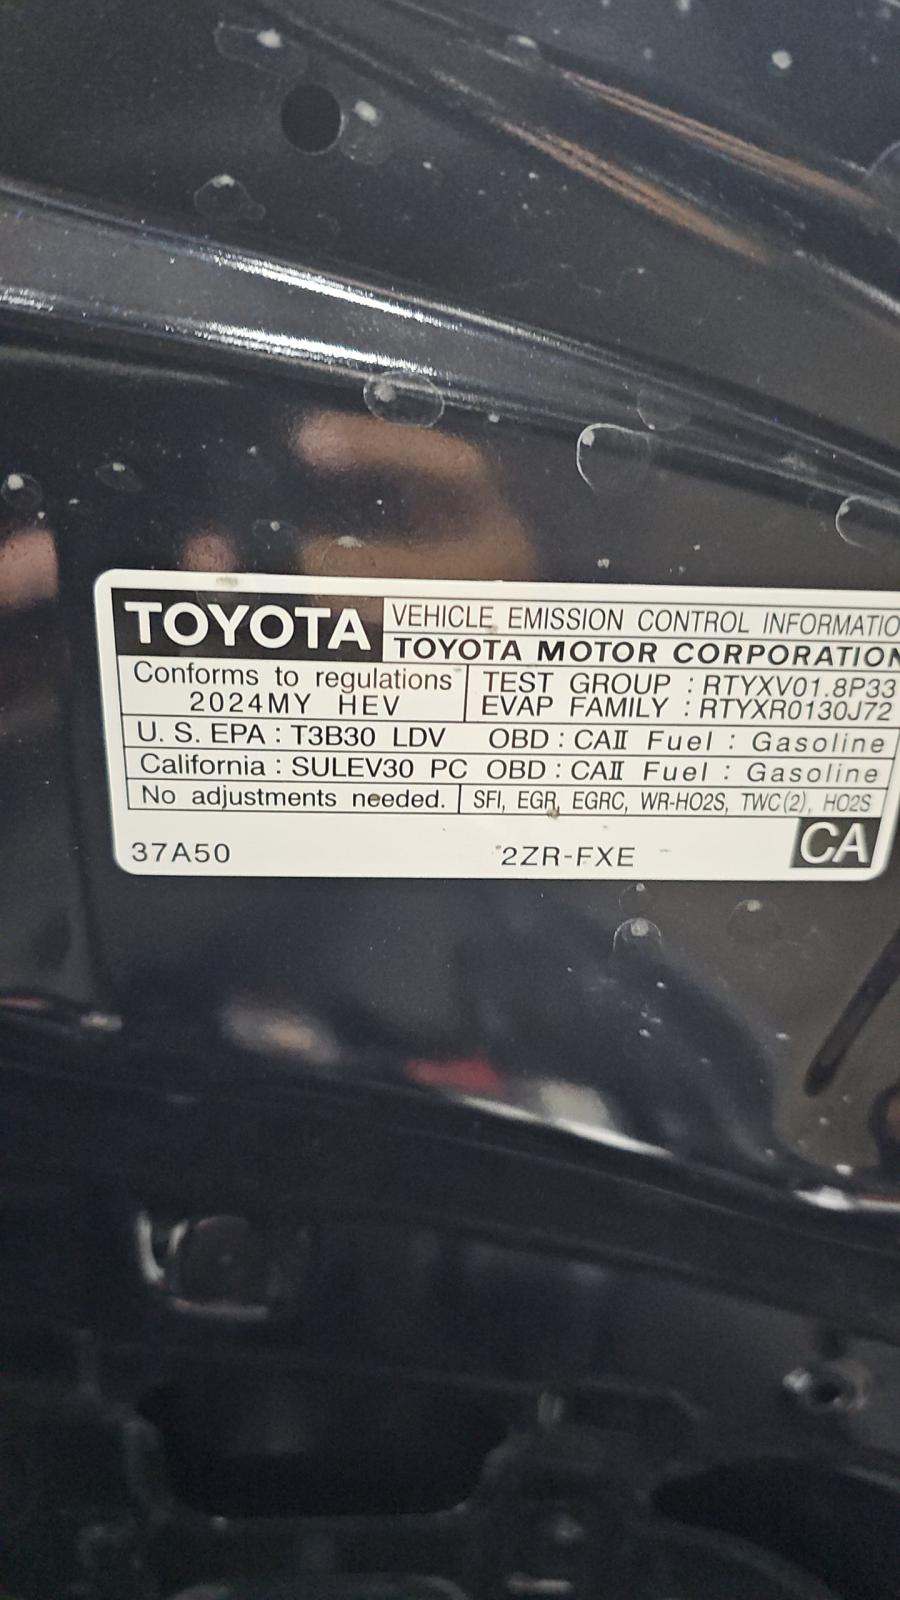 TOYOTA
VEHICLE EMISSION CONTROL INFORMATIO
TOYOTA MOTOR CORPORATION
Conforms to regulations
2024MY HEV
TEST GROUP : RTYXV01.8P33
EVAP FAMILY : RTYXR0130J72
U. S. EPA : T3B30 LDV OBD : CAII Fuel : Gasoline
California : SULEV30 PC OBD : CAII Fuel : Gasoline
No adjustments needed. SFI, EGR, EGRC, WR-HO2S, TWC(2), HO2S
37A50 2ZR-FXE CA